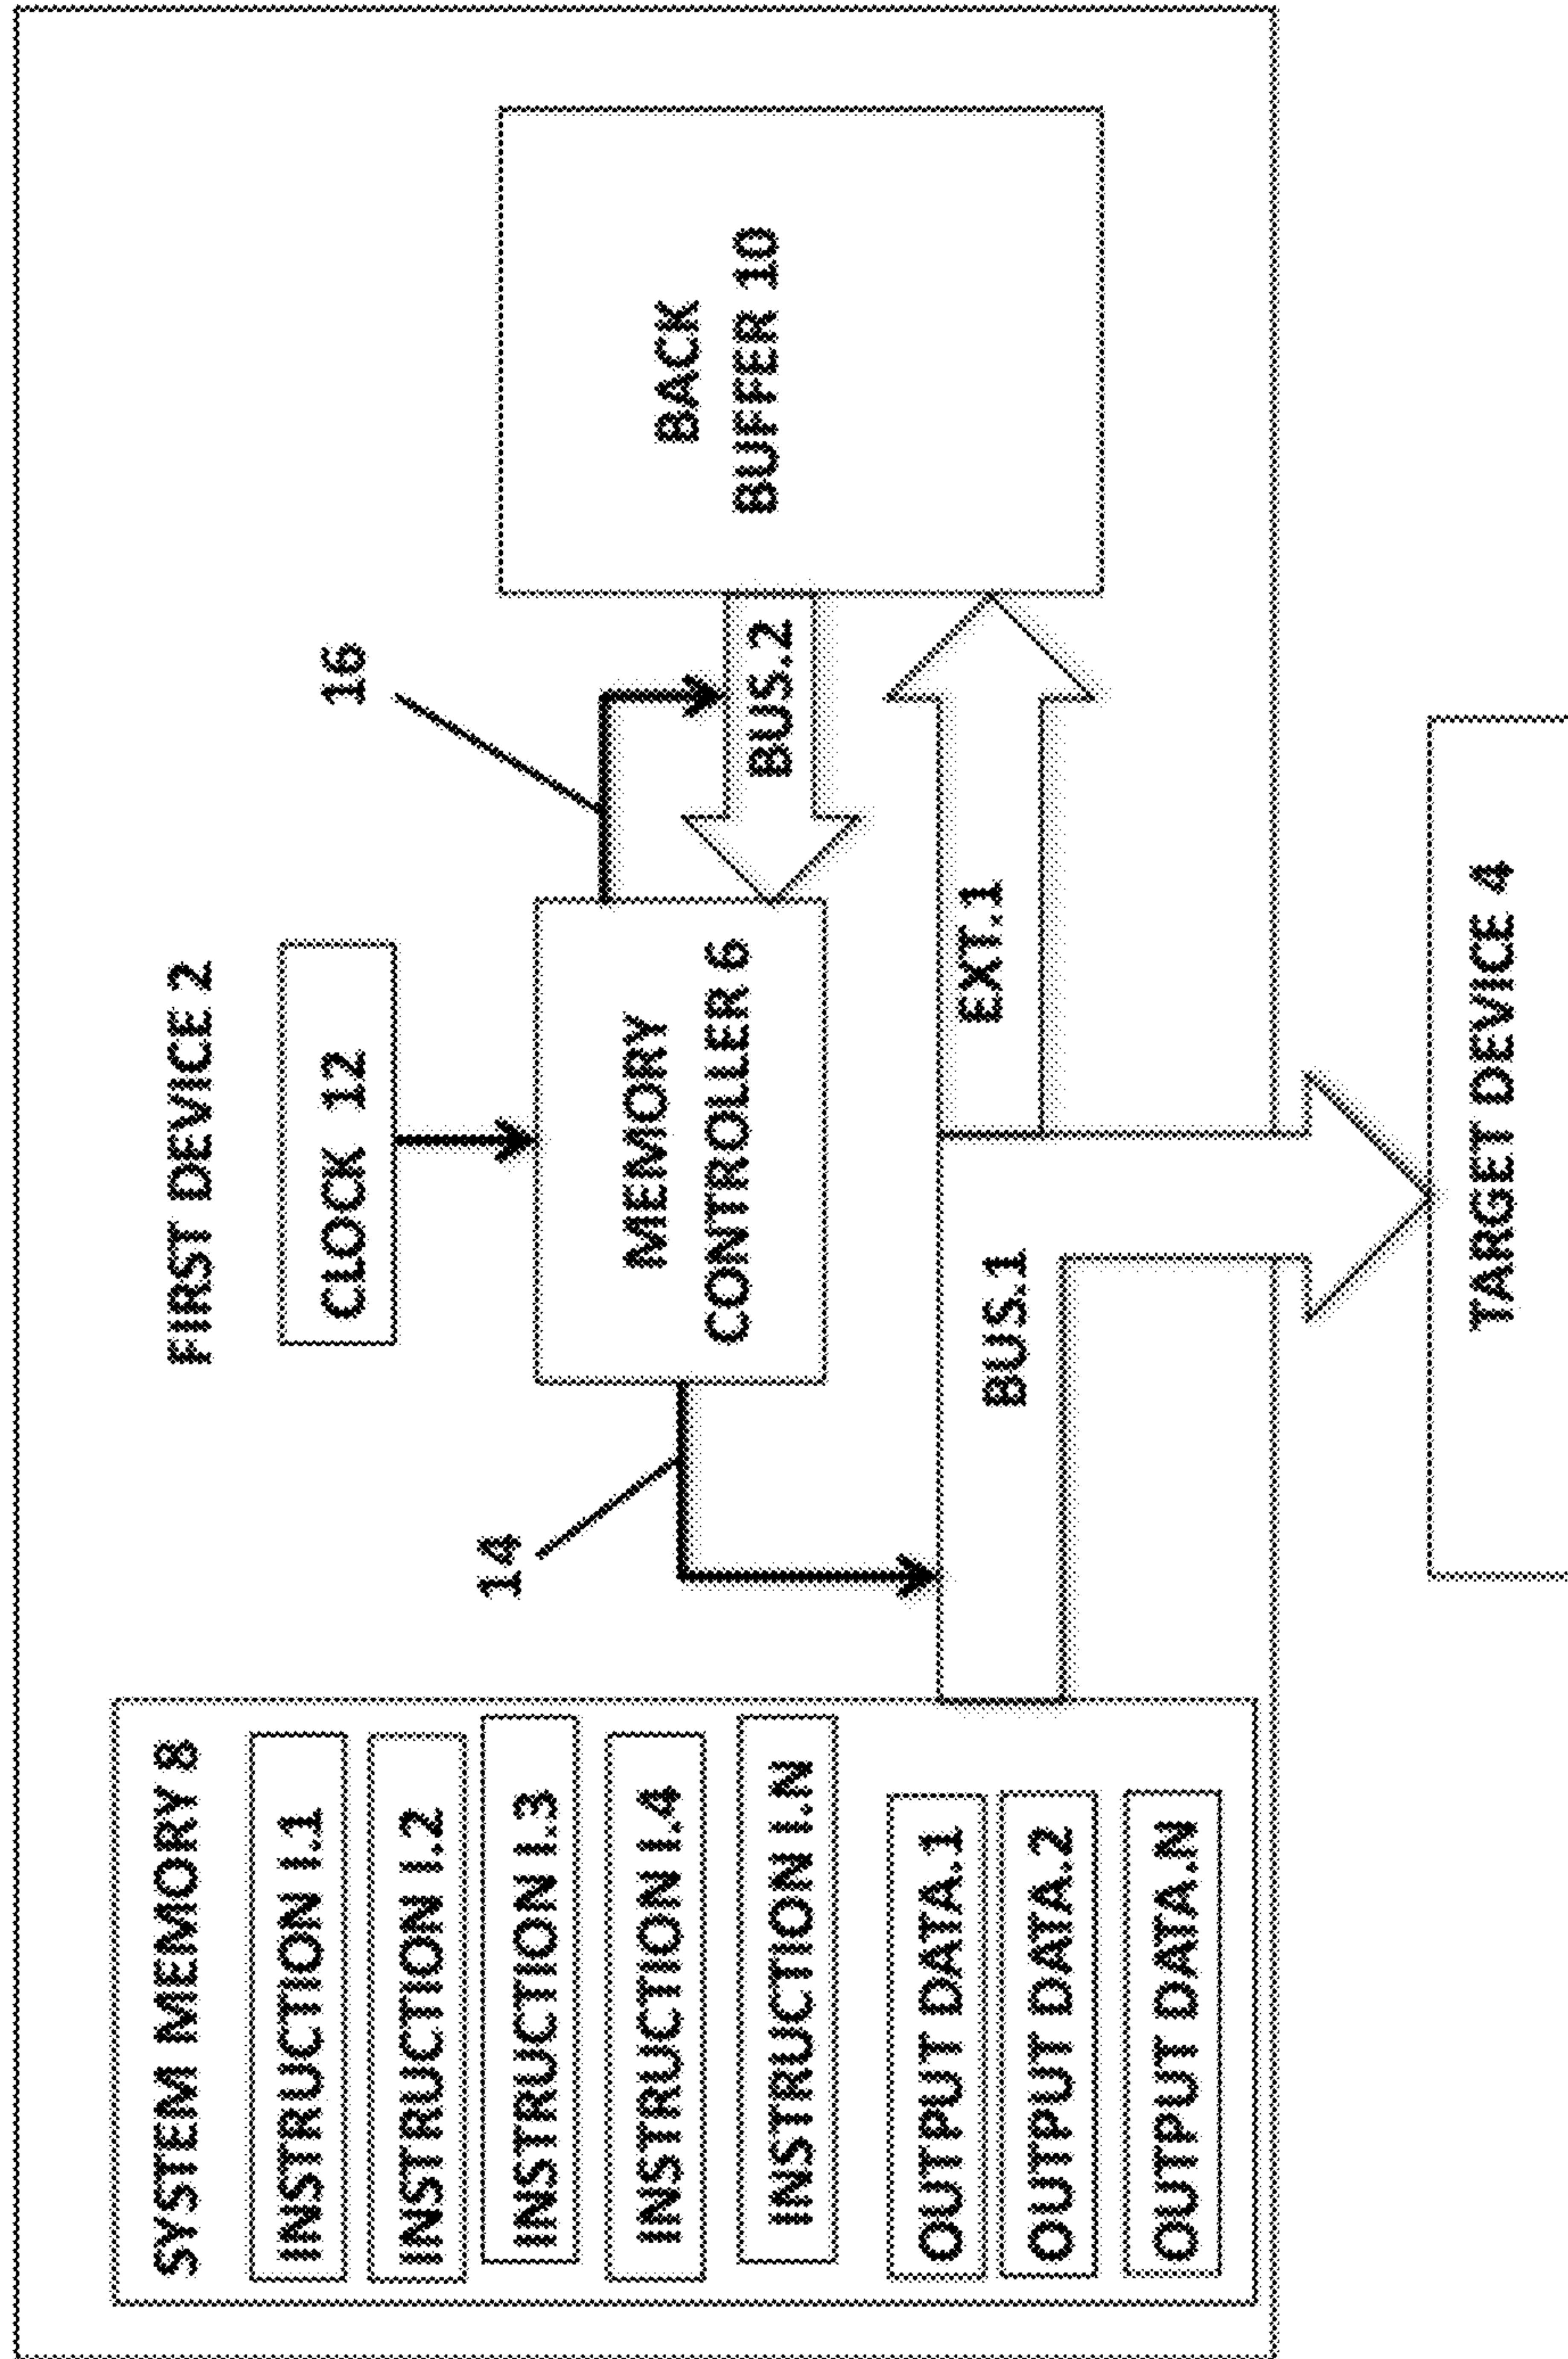 FIRST DEVICE 2
SYSTEM MEMORY 8
INSTRUCTION I.1
INSTRUCTION I.2
INSTRUCTION I.3
INSTRUCTION I.4
INSTRUCTION I.N
OUTPUT DATA.1
OUTPUT DATA.2
OUTPUT DATA.N
CLOCK 12
14
MEMORY
CONTROLLER 6
16
BUS.2
BACK
BUFFER 10
BUS.1
EXT.1
TARGET DEVICE 4